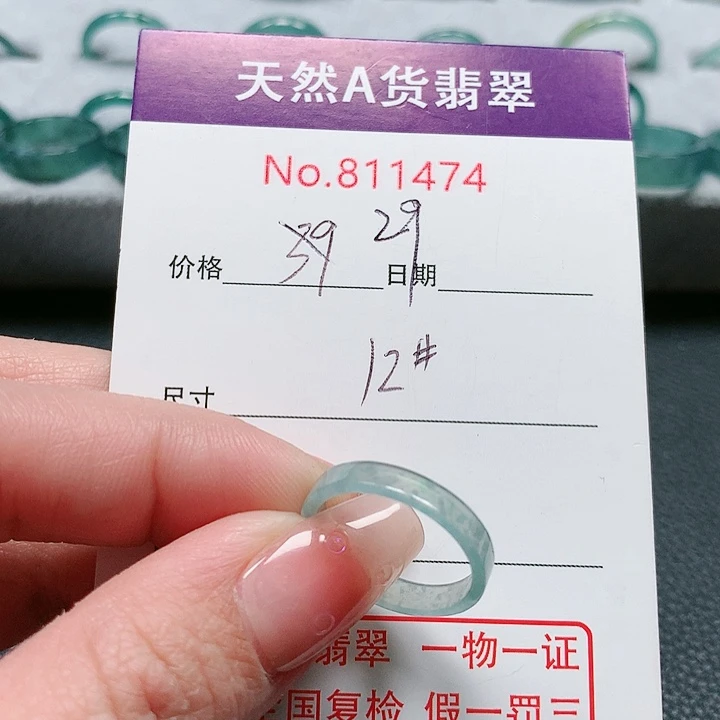 天然A货翡翠
No.811474
价格 39 29 日期
尺寸 12#
翡翠 一物一证
国复检 假一罚三